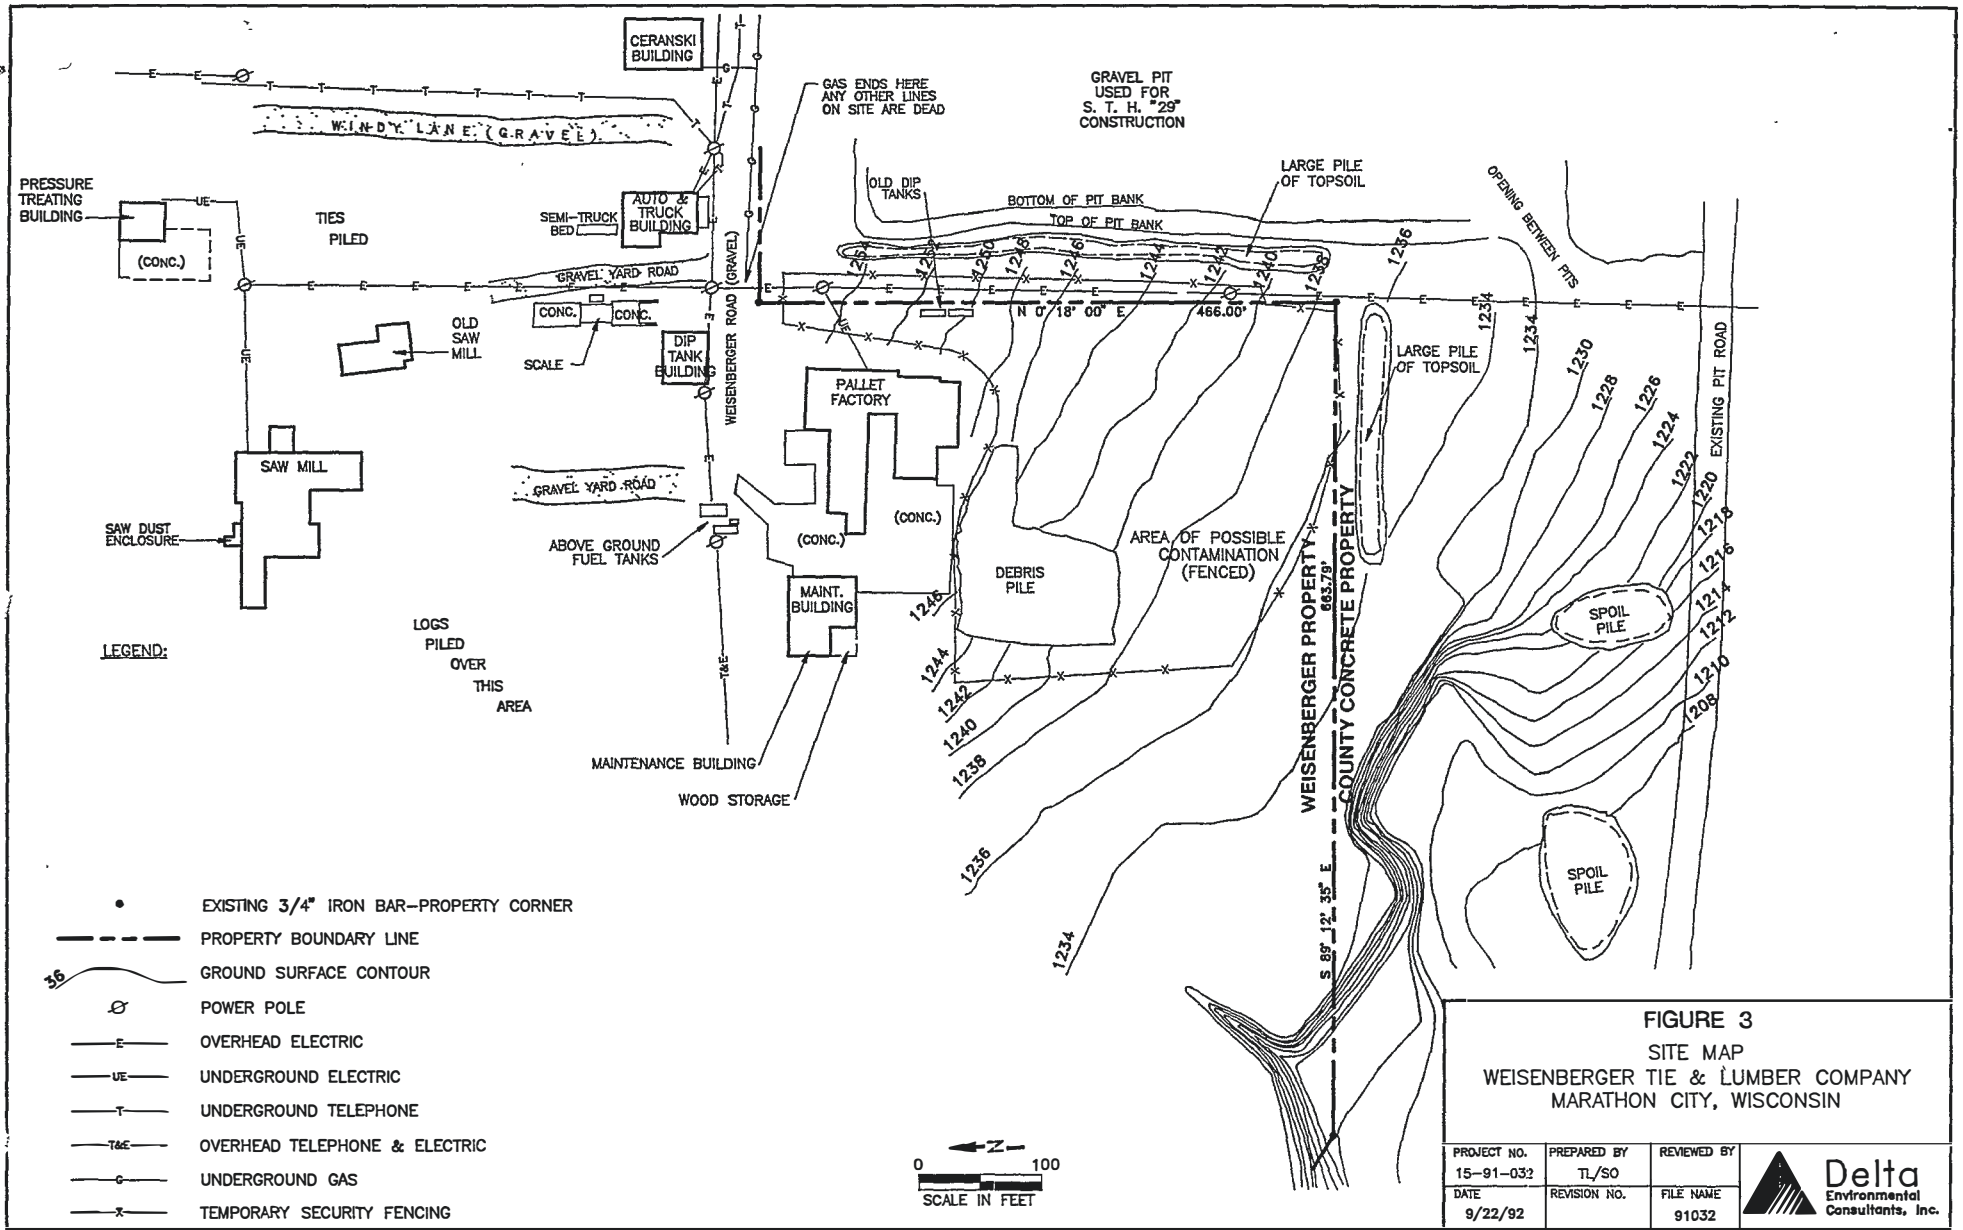 CERANSKI
BUILDING
GAS ENDS HERE
ANY OTHER LINES
ON SITE ARE DEAD
GRAVEL PIT
USED FOR
S. T. H. "29"
CONSTRUCTION
WINDY LANE (GRAVEL)
PRESSURE
TREATING
BUILDING
(CONC.)
TIES
PILED
SEMI-TRUCK
BED
AUTO &
TRUCK
BUILDING
OLD DIP
TANKS
BOTTOM OF PIT BANK
TOP OF PIT BANK
LARGE PILE
OF TOPSOIL
OPENING BETWEEN PITS
GRAVEL YARD ROAD
WEISENBERGER ROAD (GRAVEL)
1254
1252
1250
1248
1246
1244
1242
1240
1238
1236
N 0° 18' 00" E
466.00'
CONC.
CONC.
SCALE
OLD
SAW
MILL
DIP
TANK
BUILDING
PALLET
FACTORY
LARGE PILE
OF TOPSOIL
1234
1234
1230
1228
1226
1224
1222
1220
1218
1216
1214
1212
1210
1208
EXISTING PIT ROAD
SAW MILL
SAW DUST
ENCLOSURE
GRAVEL YARD ROAD
ABOVE GROUND
FUEL TANKS
(CONC.)
(CONC.)
MAINT.
BUILDING
DEBRIS
PILE
AREA OF POSSIBLE
CONTAMINATION
(FENCED)
WEISENBERGER PROPERTY
663.79'
COUNTY CONCRETE PROPERTY
S 89° 12' 35" E
SPOIL
PILE
SPOIL
PILE
1246
1244
1242
1240
1238
1236
1234
LOGS
PILED
OVER
THIS
AREA
MAINTENANCE BUILDING
WOOD STORAGE
LEGEND:
EXISTING 3/4" IRON BAR-PROPERTY CORNER
PROPERTY BOUNDARY LINE
36 GROUND SURFACE CONTOUR
POWER POLE
E OVERHEAD ELECTRIC
UE UNDERGROUND ELECTRIC
T UNDERGROUND TELEPHONE
T&E OVERHEAD TELEPHONE & ELECTRIC
G UNDERGROUND GAS
X TEMPORARY SECURITY FENCING
N
0 100
SCALE IN FEET
FIGURE 3
SITE MAP
WEISENBERGER TIE & LUMBER COMPANY
MARATHON CITY, WISCONSIN
PROJECT NO.
15-91-032
PREPARED BY
TL/SO
REVIEWED BY
DATE
9/22/92
REVISION NO.
FILE NAME
91032
Delta
Environmental
Consultants, Inc.